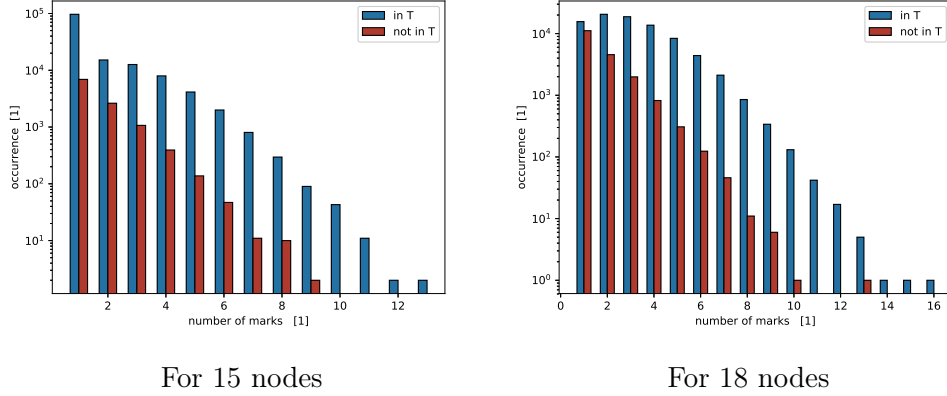 10^5
10^4
10^3
10^2
10^1
occurrence [1]
2 4 6 8 10 12
number of marks [1]
in T
not in T
For 15 nodes
10^4
10^3
10^2
10^1
10^0
occurrence [1]
0 2 4 6 8 10 12 14 16
number of marks [1]
in T
not in T
For 18 nodes